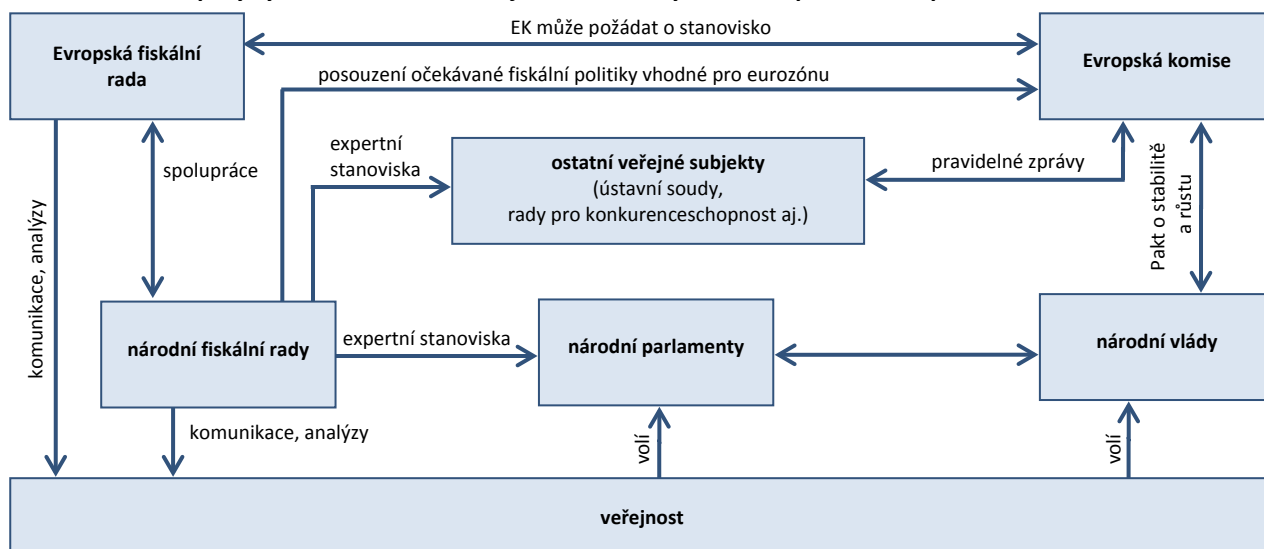 EK může požádat o stanovisko
Evropská fiskální
rada
Evropská komise
posouzení očekávané fiskální politiky vhodné pro eurozónu
expertní
stanoviska
spolupráce
ostatní veřejné subjekty
(ústavní soudy,
rady pro konkurenceschopnost aj.)
pravidelné zprávy
Pakt o stabilitě
a růstu
komunikace, analýzy
národní fiskální rady
expertní stanoviska
národní parlamenty
národní vlády
komunikace, analýzy
volí
volí
veřejnost